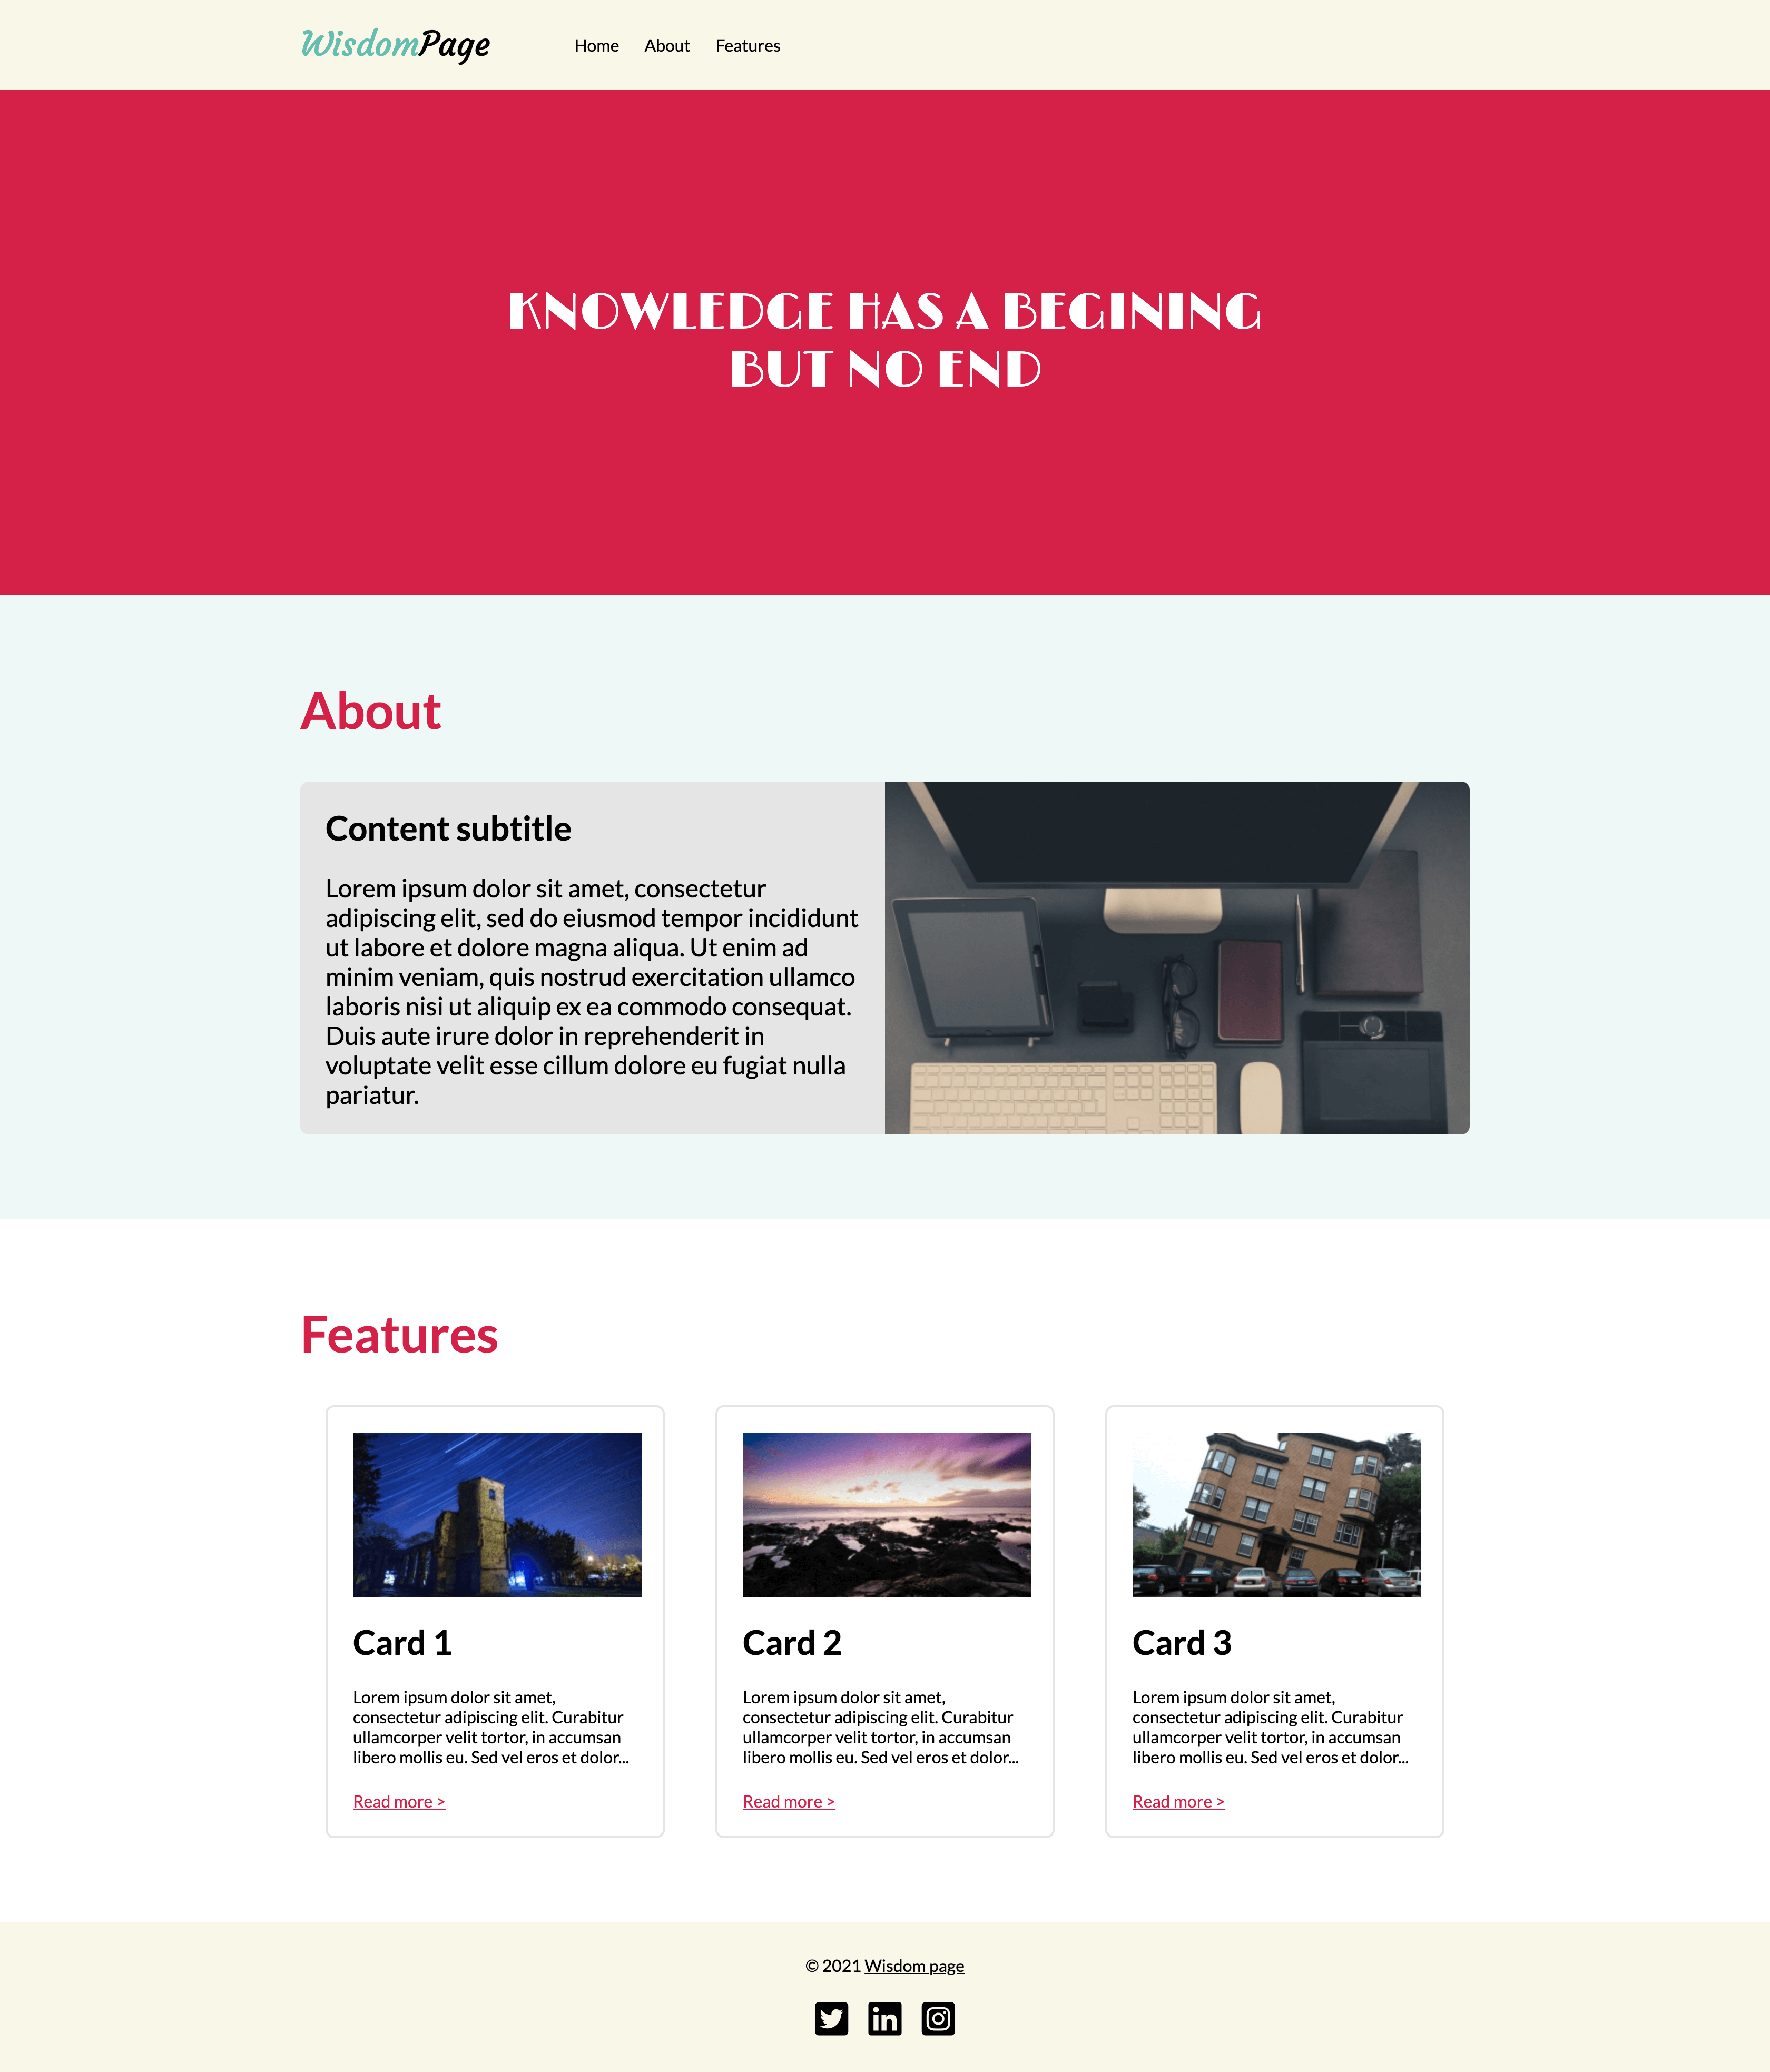 WisdomPage
Home About Features
KNOWLEDGE HAS A BEGINING
BUT NO END
About
Content subtitle
Lorem ipsum dolor sit amet, consectetur
adipiscing elit, sed do eiusmod tempor incididunt
ut labore et dolore magna aliqua. Ut enim ad
minim veniam, quis nostrud exercitation ullamco
laboris nisi ut aliquip ex ea commodo consequat.
Duis aute irure dolor in reprehenderit in
voluptate velit esse cillum dolore eu fugiat nulla
pariatur.
Features
Card 1
Lorem ipsum dolor sit amet,
consectetur adipiscing elit. Curabitur
ullamcorper velit tortor, in accumsan
libero mollis eu. Sed vel eros et dolor...
Read more >
Card 2
Lorem ipsum dolor sit amet,
consectetur adipiscing elit. Curabitur
ullamcorper velit tortor, in accumsan
libero mollis eu. Sed vel eros et dolor...
Read more >
Card 3
Lorem ipsum dolor sit amet,
consectetur adipiscing elit. Curabitur
ullamcorper velit tortor, in accumsan
libero mollis eu. Sed vel eros et dolor...
Read more >
© 2021 Wisdom page
in